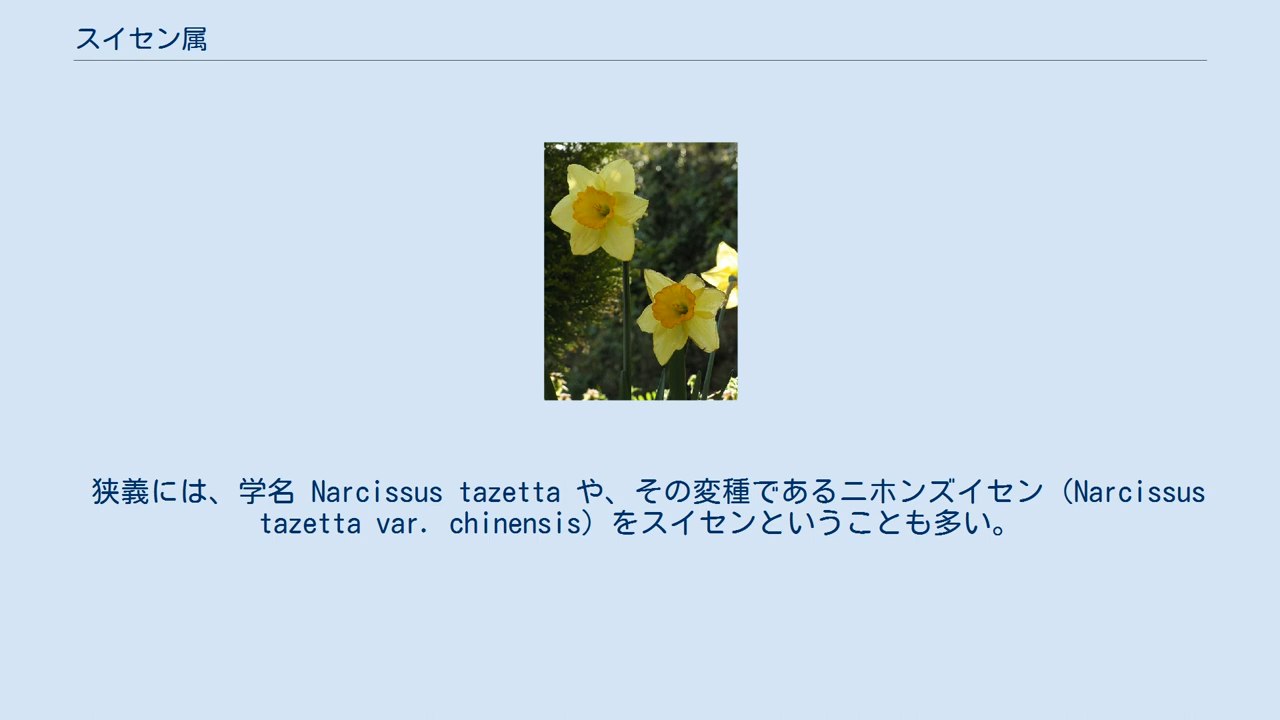 スイセン属
狭義には、学名 Narcissus tazetta や、その変種であるニホンズイセン（Narcissus
tazetta var. chinensis）をスイセンということも多い。